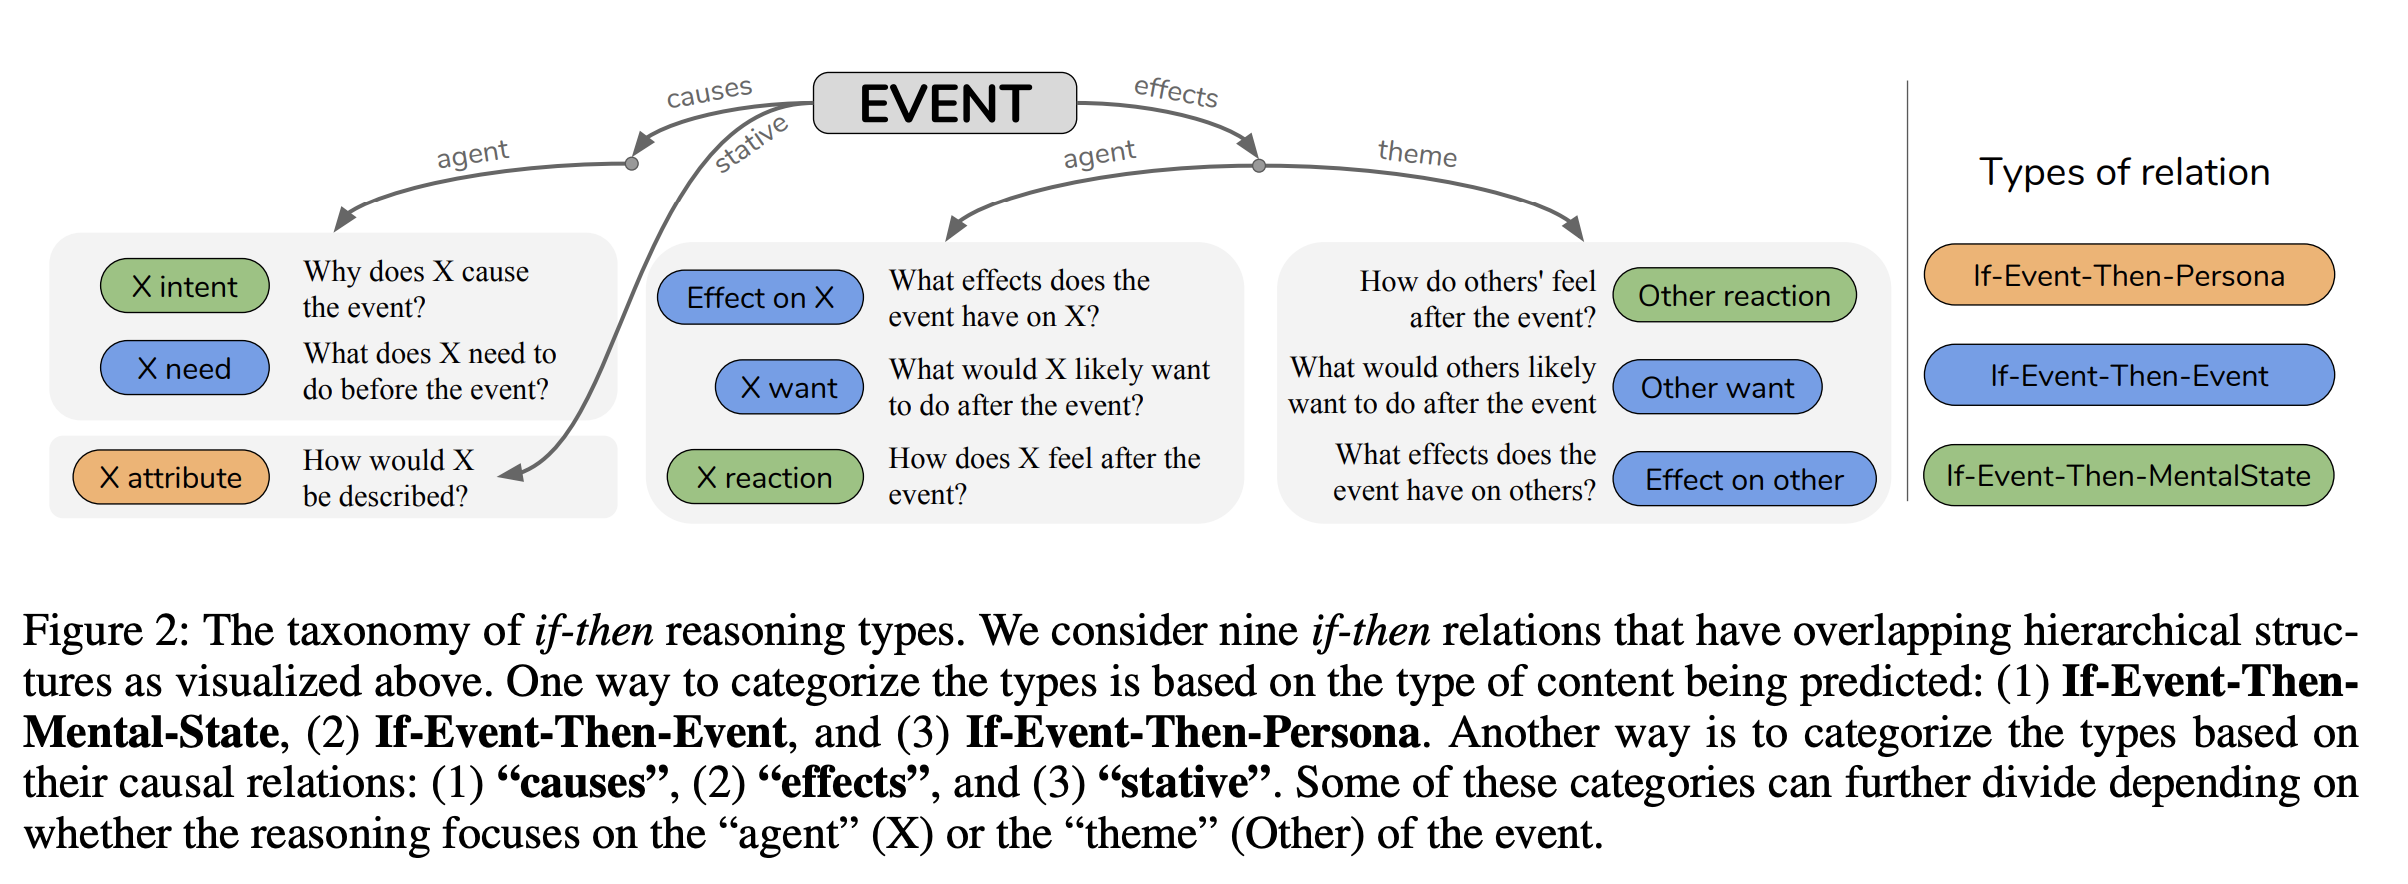 EVENT
causes
effects
stative
agent
agent
theme
X intent
Why does X cause
the event?
X need
What does X need to
do before the event?
X attribute
How would X
be described?
Effect on X
What effects does the
event have on X?
X want
What would X likely want
to do after the event?
X reaction
How does X feel after the
event?
How do others' feel
after the event?
Other reaction
What would others likely
want to do after the event
Other want
What effects does the
event have on others?
Effect on other
Types of relation
If-Event-Then-Persona
If-Event-Then-Event
If-Event-Then-MentalState
Figure 2: The taxonomy of if-then reasoning types. We consider nine if-then relations that have overlapping hierarchical struc-
tures as visualized above. One way to categorize the types is based on the type of content being predicted: (1) If-Event-Then-
Mental-State, (2) If-Event-Then-Event, and (3) If-Event-Then-Persona. Another way is to categorize the types based on
their causal relations: (1) “causes”, (2) “effects”, and (3) “stative”. Some of these categories can further divide depending on
whether the reasoning focuses on the “agent” (X) or the “theme” (Other) of the event.